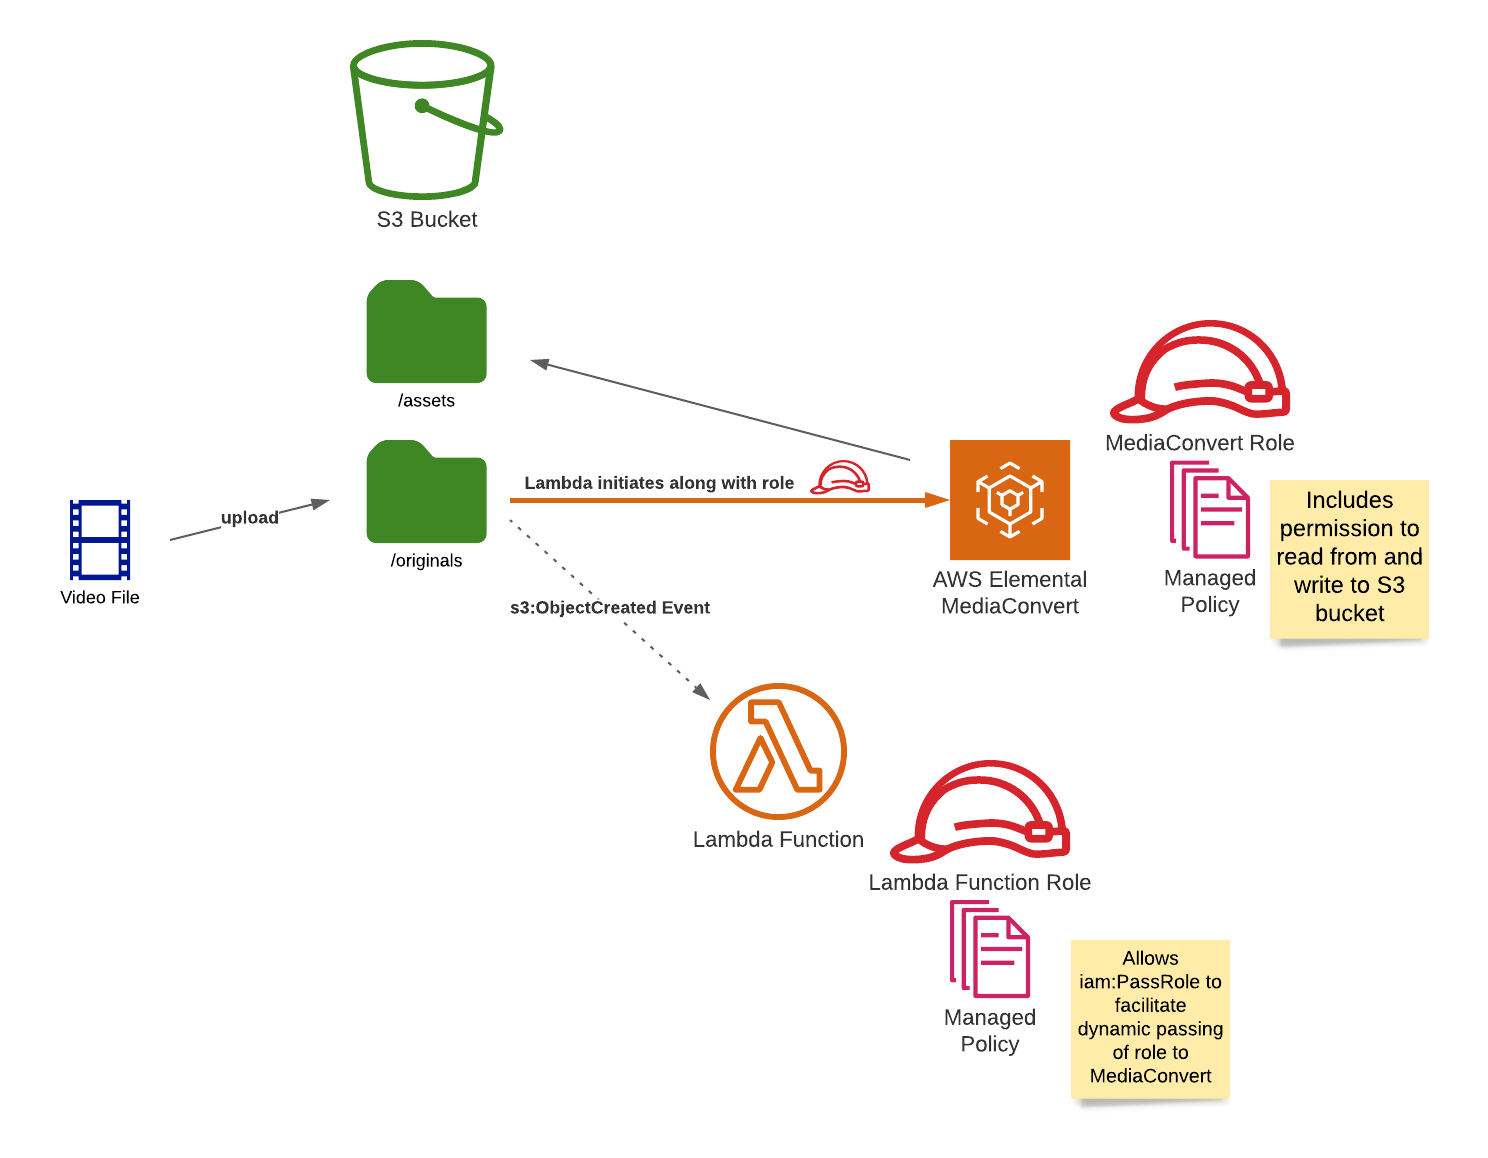 S3 Bucket
/assets
MediaConvert Role
Lambda initiates along with role
upload
/originals
Video File
AWS Elemental
MediaConvert
Managed
Policy
Includes
permission to
read from and
write to S3
bucket
s3:ObjectCreated Event
Lambda Function
Lambda Function Role
Managed
Policy
Allows
iam:PassRole to
facilitate
dynamic passing
of role to
MediaConvert